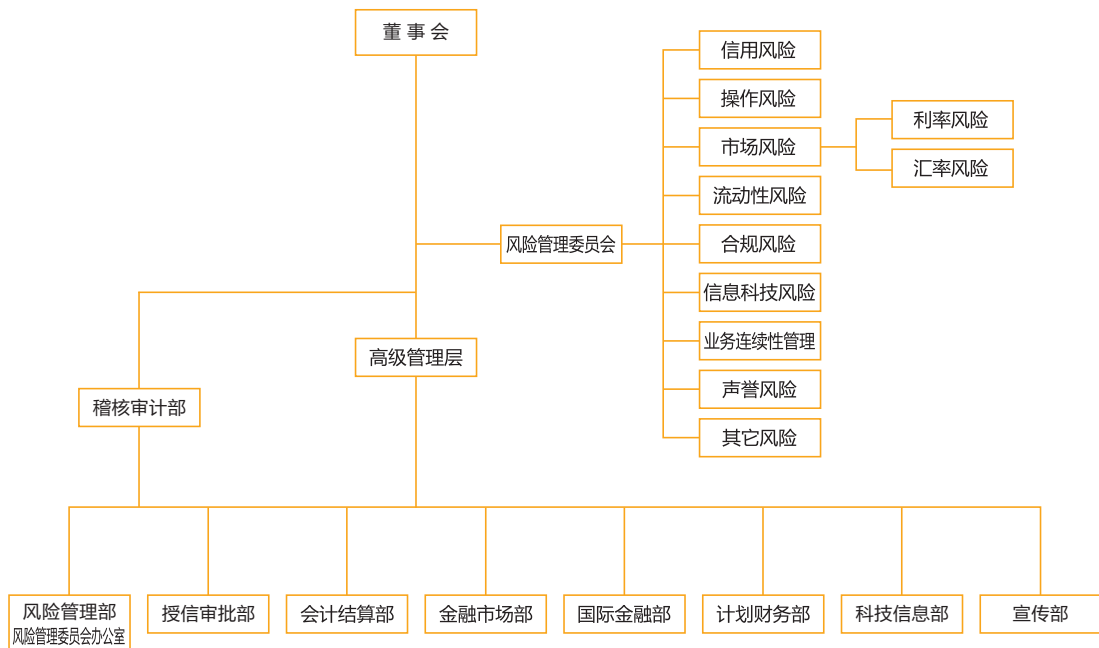 董事会
信用风险
操作风险
市场风险
利率风险
汇率风险
流动性风险
风险管理委员会
合规风险
信息科技风险
业务连续性管理
高级管理层
声誉风险
稽核审计部
其它风险
风险管理部
风险管理委员会办公室
授信审批部
会计结算部
金融市场部
国际金融部
计划财务部
科技信息部
宣传部